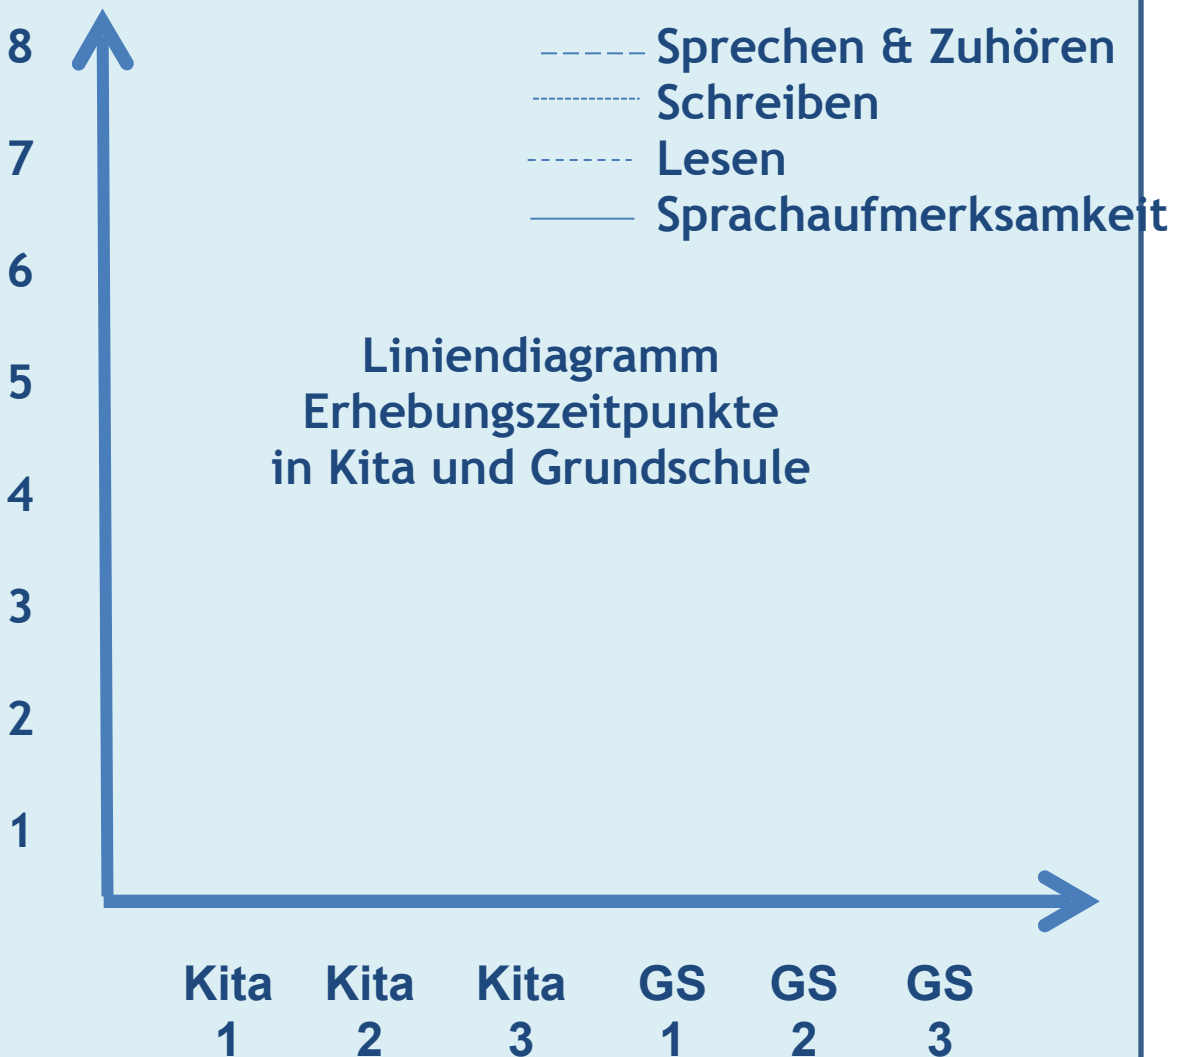 8
Sprechen & Zuhören
Schreiben
7
Lesen
Sprachaufmerksamkeit
6
Liniendiagramm
5
Erhebungszeitpunkte
in Kita und Grundschule
4
3
2
1
Kita Kita Kita GS GS GS
1 2 3 1 2 3